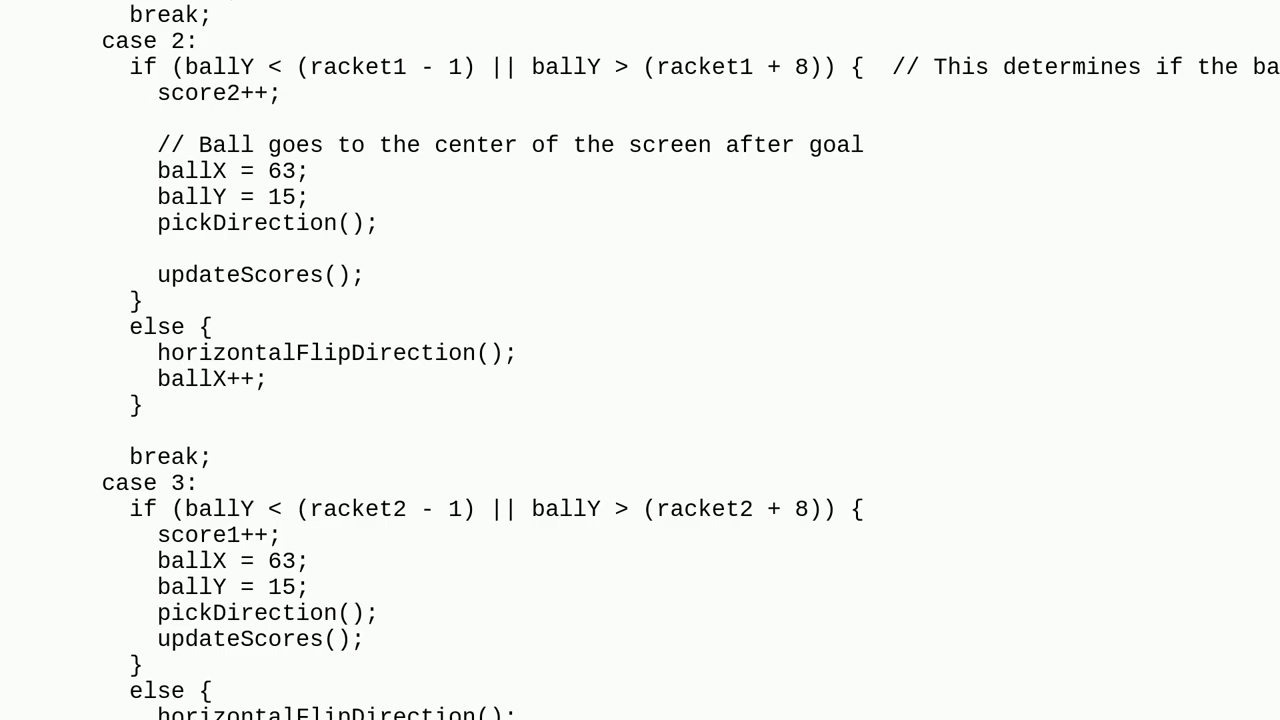 break;
case 2:
if (ballY < (racket1 - 1) || ballY > (racket1 + 8)) {  // This determines if the ba
score2++;
// Ball goes to the center of the screen after goal
ballX = 63;
ballY = 15;
pickDirection();
updateScores();
}
else {
horizontalFlipDirection();
ballX++;
}
break;
case 3:
if (ballY < (racket2 - 1) || ballY > (racket2 + 8)) {
score1++;
ballX = 63;
ballY = 15;
pickDirection();
updateScores();
}
else {
horizontalFlipDirection();